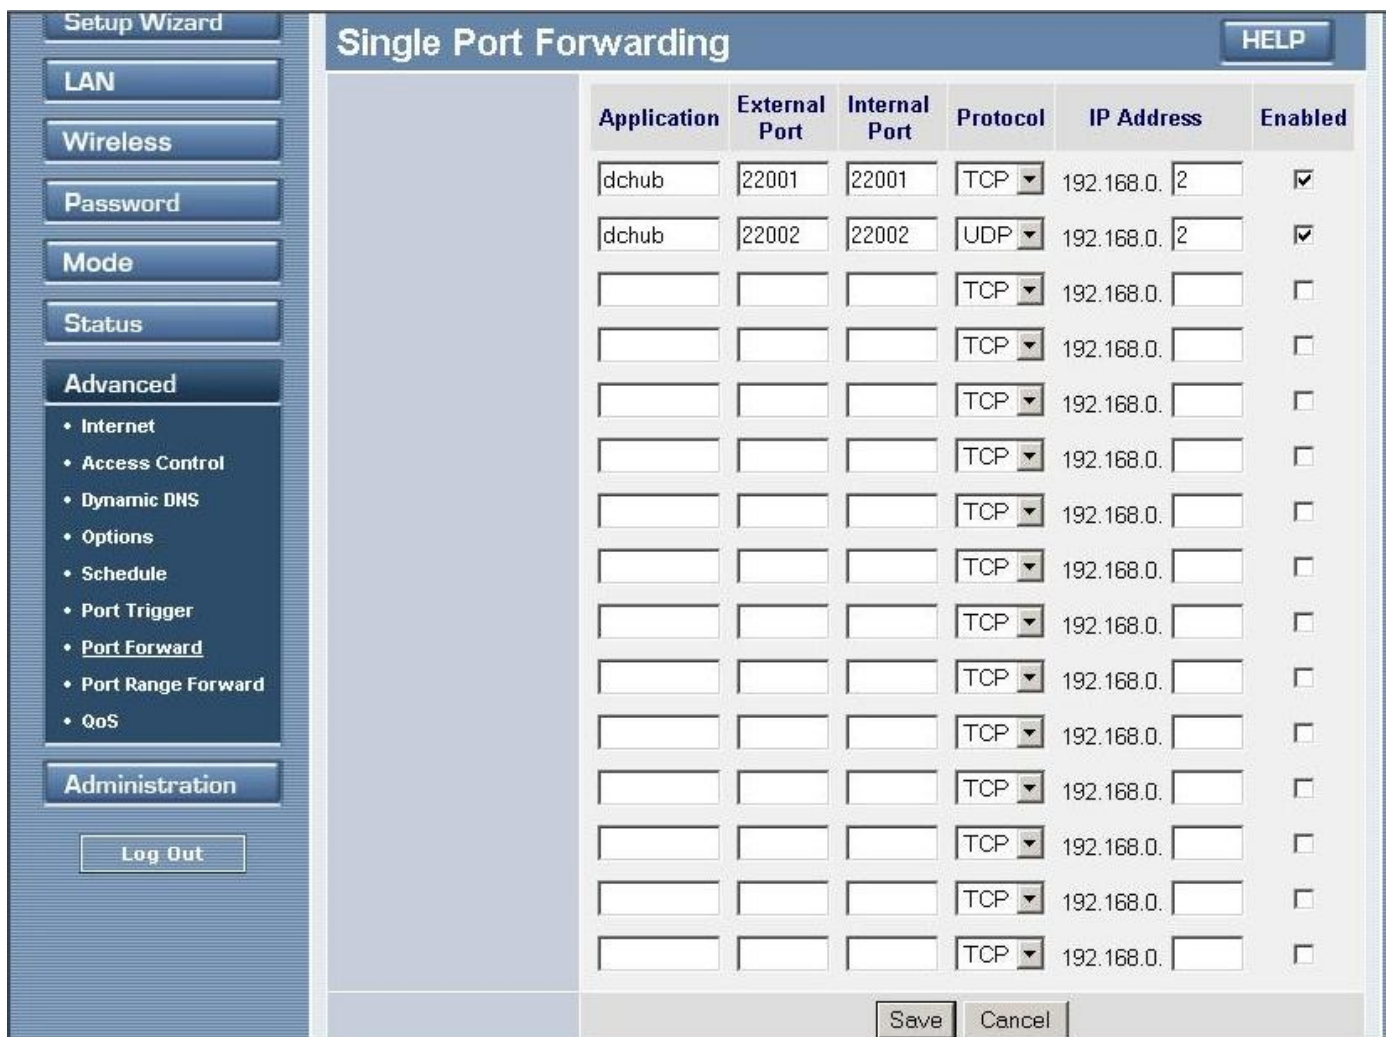 Setup Wizard
LAN
Wireless
Password
Mode
Status
Advanced
• Internet
• Access Control
• Dynamic DNS
• Options
• Schedule
• Port Trigger
• Port Forward
• Port Range Forward
• QoS
Administration
Log Out
Single Port Forwarding
HELP
Application External Port Internal Port Protocol IP Address Enabled
dchub 22001 22001 TCP 192.168.0. 2
dchub 22002 22002 UDP 192.168.0. 2
TCP 192.168.0.
TCP 192.168.0.
TCP 192.168.0.
TCP 192.168.0.
TCP 192.168.0.
TCP 192.168.0.
TCP 192.168.0.
TCP 192.168.0.
TCP 192.168.0.
TCP 192.168.0.
TCP 192.168.0.
TCP 192.168.0.
TCP 192.168.0.
Save Cancel